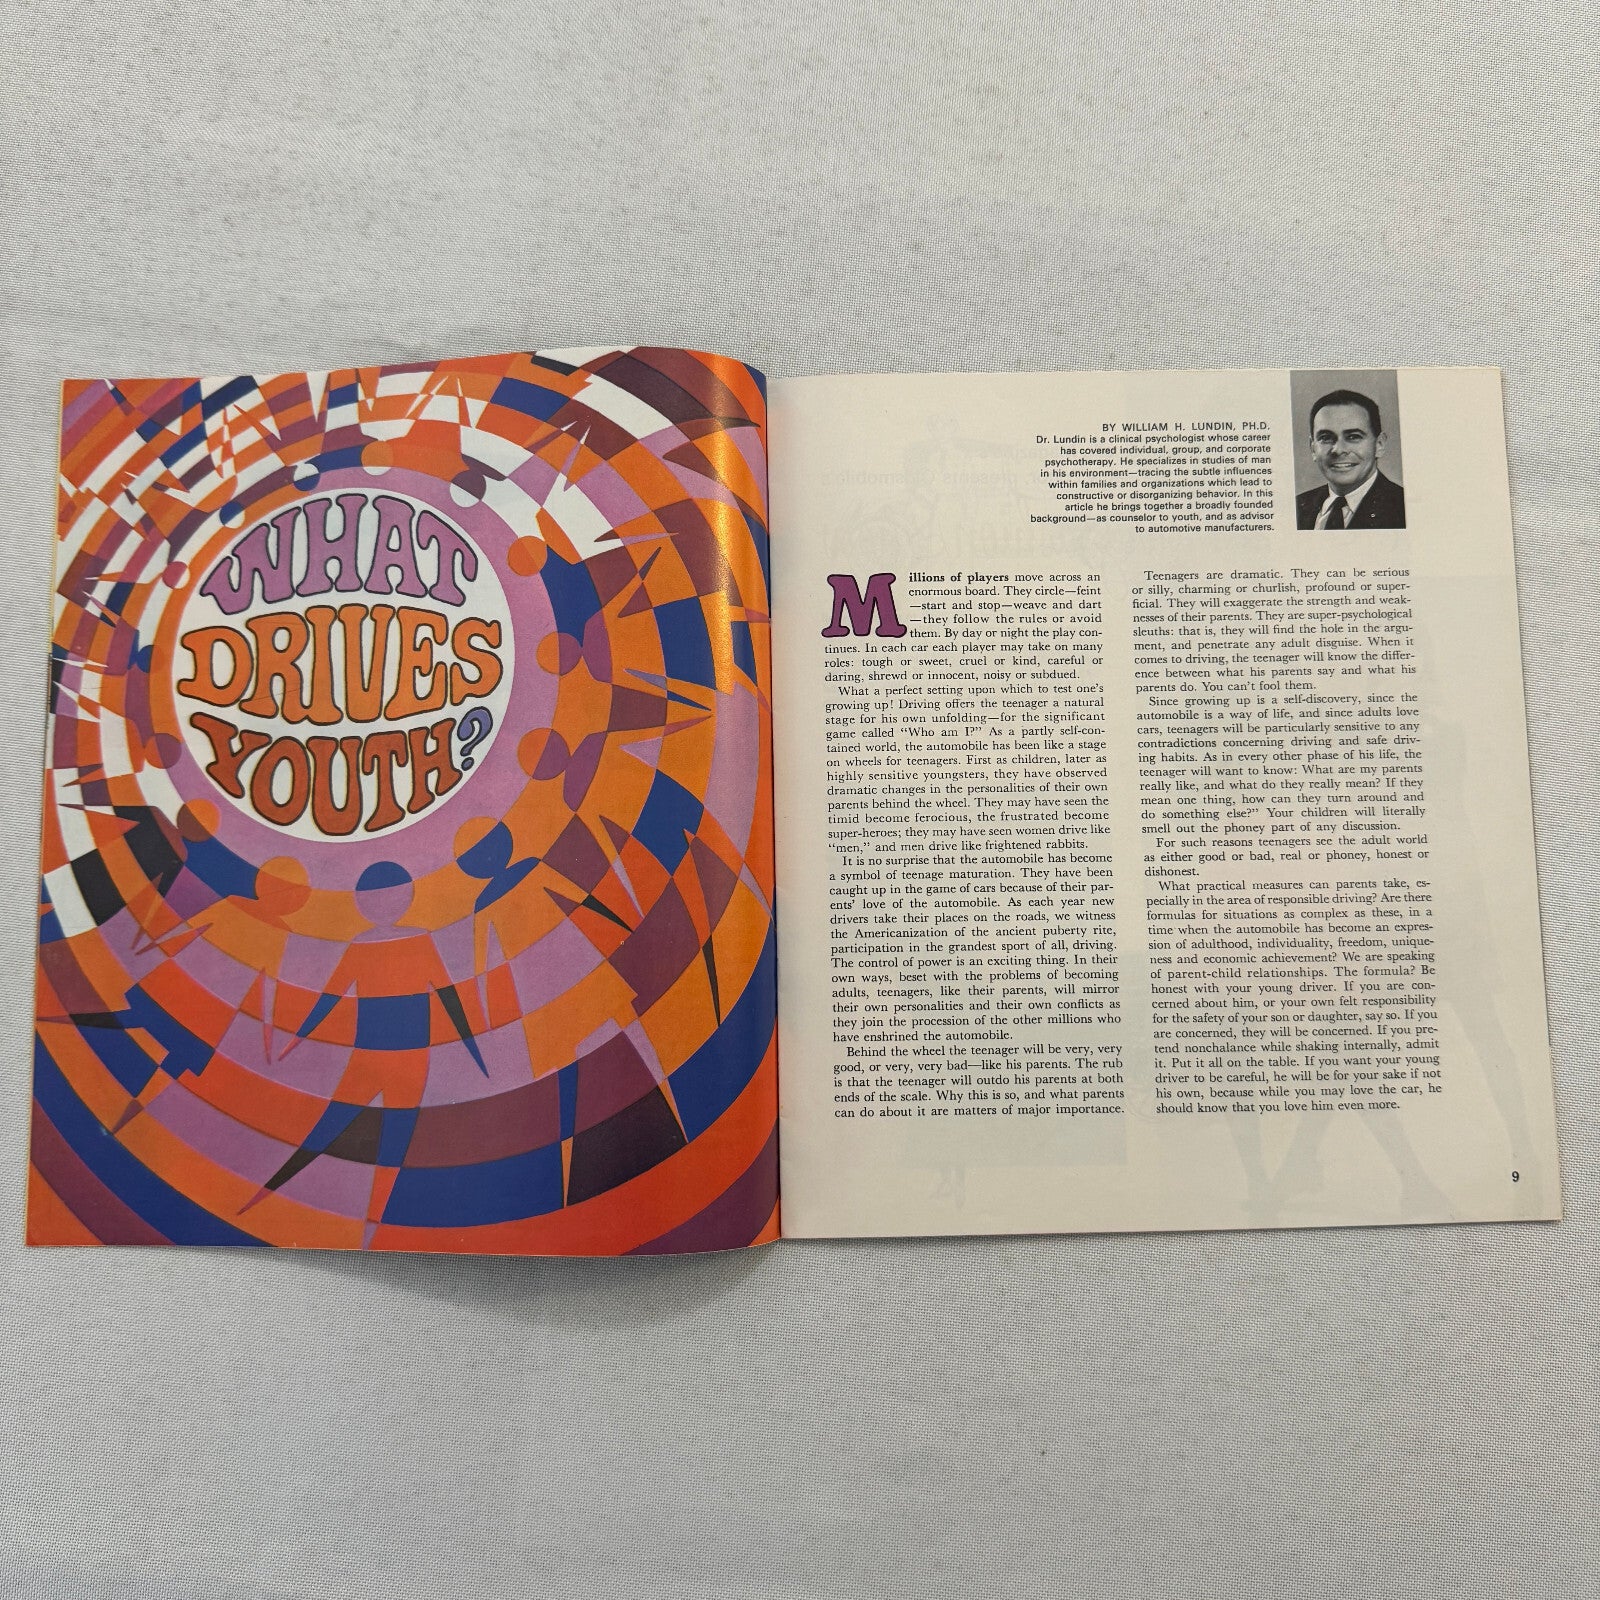 WHAT
DRIVES
YOUTH?
BY WILLIAM H. LUNDIN, PH.D.
Dr. Lundin is a clinical psychologist whose career
has covered individual, group, and corporate
psychotherapy. He specializes in studies of man
in his environment—tracing the subtle influences
within families and organizations which lead to
constructive or disorganizing behavior. In this
article he brings together a broadly founded
background—as counselor to youth, and as advisor
to automotive manufacturers.
Millions of players move across an
enormous board. They circle—feint
—start and stop—weave and dart
—they follow the rules or avoid
them. By day or night the play con-
tinues. In each car each player may take on many
roles: tough or sweet, cruel or kind, careful or
daring, shrewd or innocent, noisy or subdued.
What a perfect setting upon which to test one's
growing up! Driving offers the teenager a natural
stage for his own unfolding—for the significant
game called "Who am I?" As a partly self-con-
tained world, the automobile has been like a stage
on wheels for teenagers. First as children, later as
highly sensitive youngsters, they have observed
dramatic changes in the personalities of their own
parents behind the wheel. They may have seen the
timid become ferocious, the frustrated become
super-heroes; they may have seen women drive like
"men," and men drive like frightened rabbits.
It is no surprise that the automobile has become
a symbol of teenage maturation. They have been
caught up in the game of cars because of their par-
ents' love of the automobile. As each year new
drivers take their places on the roads, we witness
the Americanization of the ancient puberty rite,
participation in the grandest sport of all, driving.
The control of power is an exciting thing. In their
own ways, beset with the problems of becoming
adults, teenagers, like their parents, will mirror
their own personalities and their own conflicts as
they join the procession of the other millions who
have enshrined the automobile.
Behind the wheel the teenager will be very, very
good, or very, very bad—like his parents. The rub
is that the teenager will outdo his parents at both
ends of the scale. Why this is so, and what parents
can do about it are matters of major importance.
Teenagers are dramatic. They can be serious
or silly, charming or churlish, profound or super-
ficial. They will exaggerate the strength and weak-
nesses of their parents. They are super-psychological
sleuths: that is, they will find the hole in the argu-
ment, and penetrate any adult disguise. When it
comes to driving, the teenager will know the differ-
ence between what his parents say and what his
parents do. You can't fool them.
Since growing up is a self-discovery, since the
automobile is a way of life, and since adults love
cars, teenagers will be particularly sensitive to any
contradictions concerning driving and safe driv-
ing habits. As in every other phase of his life, the
teenager will want to know: What are my parents
really like, and what do they really mean? If they
mean one thing, how can they turn around and
do something else?" Your children will literally
smell out the phoney part of any discussion.
For such reasons teenagers see the adult world
as either good or bad, real or phoney, honest or
dishonest.
What practical measures can parents take, es-
pecially in the area of responsible driving? Are there
formulas for situations as complex as these, in a
time when the automobile has become an expres-
sion of adulthood, individuality, freedom, unique-
ness and economic achievement? We are speaking
of parent-child relationships. The formula? Be
honest with your young driver. If you are con-
cerned about him, or your own felt responsibility
for the safety of your son or daughter, say so. If you
are concerned, they will be concerned. If you pre-
tend nonchalance while shaking internally, admit
it. Put it all on the table. If you want your young
driver to be careful, he will be for your sake if not
his own, because while you may love the car, he
should know that you love him even more.
9